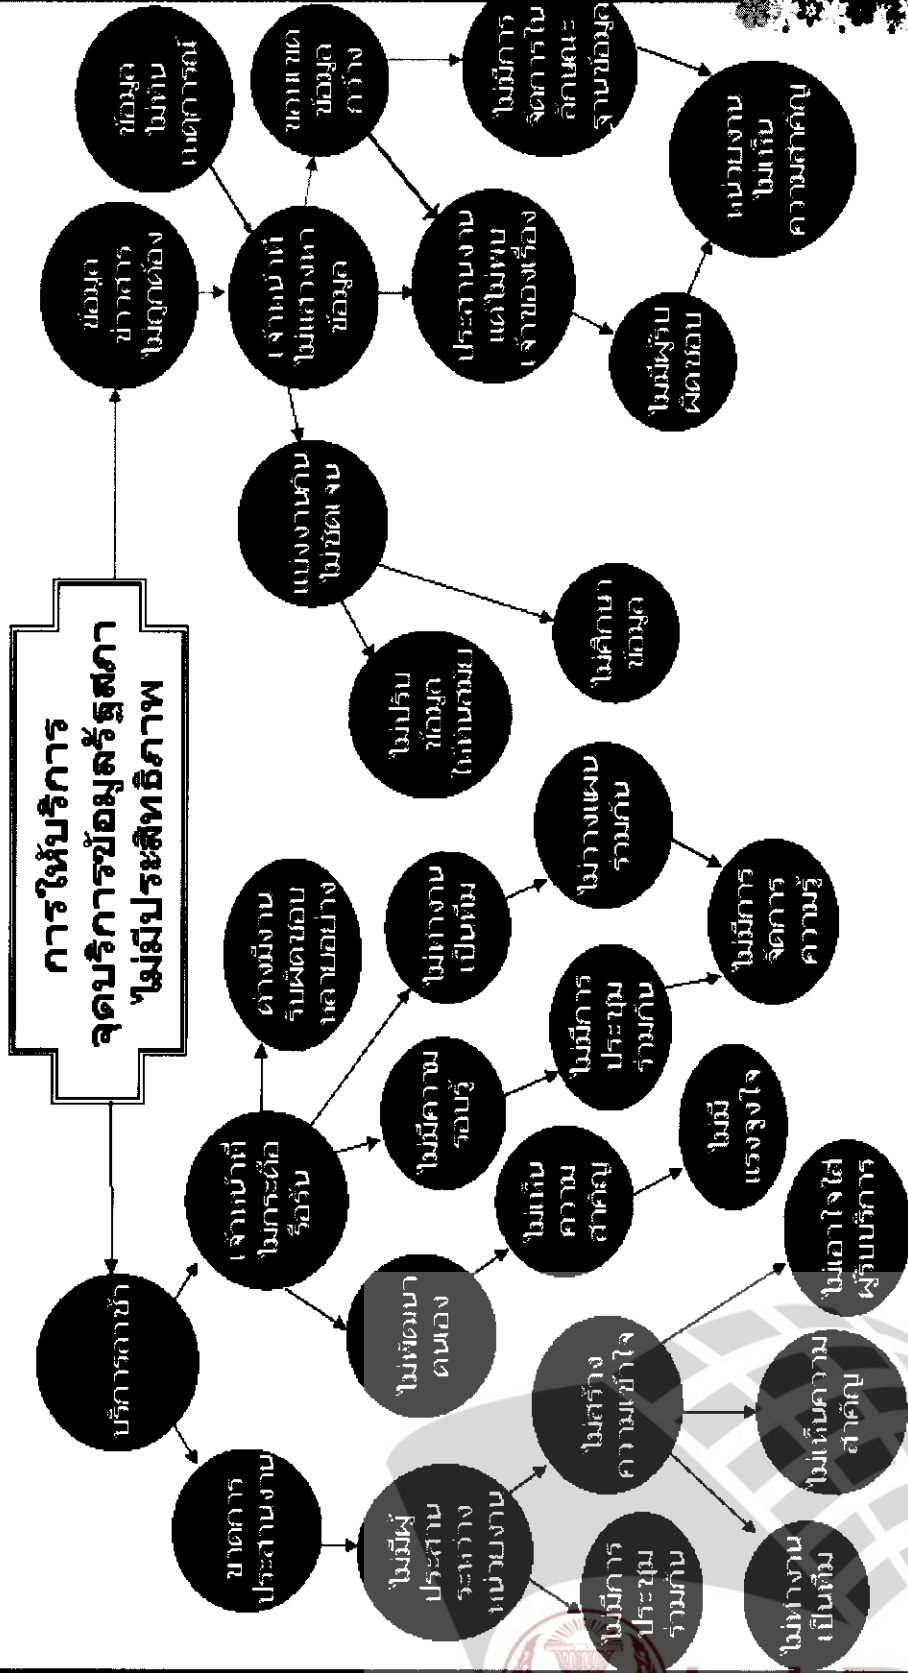 การให้บริการ
จุดบริการข้อมูลรัฐสภา
ไม่มีประสิทธิภาพ
บริการล่าช้า
ขาดการ
ประสานงาน
ไม่มีผู้
ประสาน
ระหว่าง
หน่วยงาน
ไม่มีการ
ประชุม
ร่วมกัน
ไม่สร้าง
ความเข้าใจ
ไม่ทำงาน
เป็นทีม
ไม่เห็นความ
สำคัญ
ไม่เอาใจใส่
ผู้รับบริการ
เจ้าหน้าที่
ไม่กระตือ
รือร้น
ไม่พัฒนา
ตนเอง
ไม่เห็น
ความ
สำคัญ
ไม่มี
แรงจูงใจ
ไม่มีความ
รอบรู้
ไม่มีการ
ประชุม
ร่วมกัน
ต่างมีงาน
รับผิดชอบ
หลายอย่าง
ไม่ทำงาน
เป็นทีม
ไม่วางแผน
ร่วมกัน
ไม่มีการ
จัดการ
ความรู้
ข้อมูล
ข่าวสาร
ไม่ถูกต้อง
ข้อมูล
ไม่ทัน
เหตุการณ์
เจ้าหน้าที่
ไม่แสวงหา
ข้อมูล
แบ่งงานกัน
ไม่ชัดเจน
ไม่ปรับ
ข้อมูล
ให้ทันสมัย
ไม่ศึกษา
ข้อมูล
ขอบเขต
ข้อมูล
กว้าง
ประสานงาน
แต่ไม่พบ
เจ้าของเรื่อง
ไม่มีการ
จัดการใน
ลักษณะ
ฐานข้อมูล
ไม่มีผู้รับ
ผิดชอบ
หน่วยงาน
ไม่เห็น
ความสำคัญ